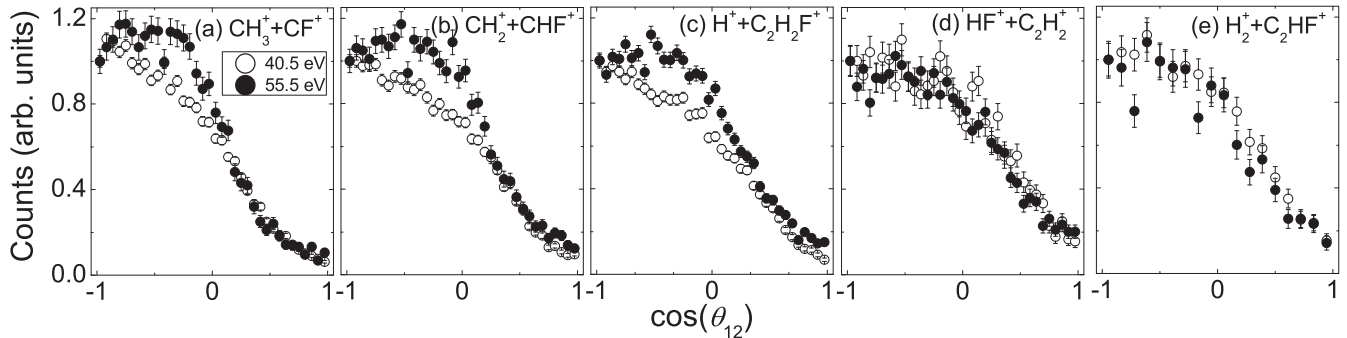 (a) CH₃⁺+CF⁺
(b) CH₂⁺+CHF⁺
(c) H⁺+C₂H₂F⁺
(d) HF⁺+C₂H₂⁺
(e) H₂⁺+C₂HF⁺
40.5 eV
55.5 eV
Counts (arb. units)
1.2
0.8
0.4
0.0
-1 0 1
-1 0 1
-1 0 1
-1 0 1
-1 0 1
cos(θ₁₂)